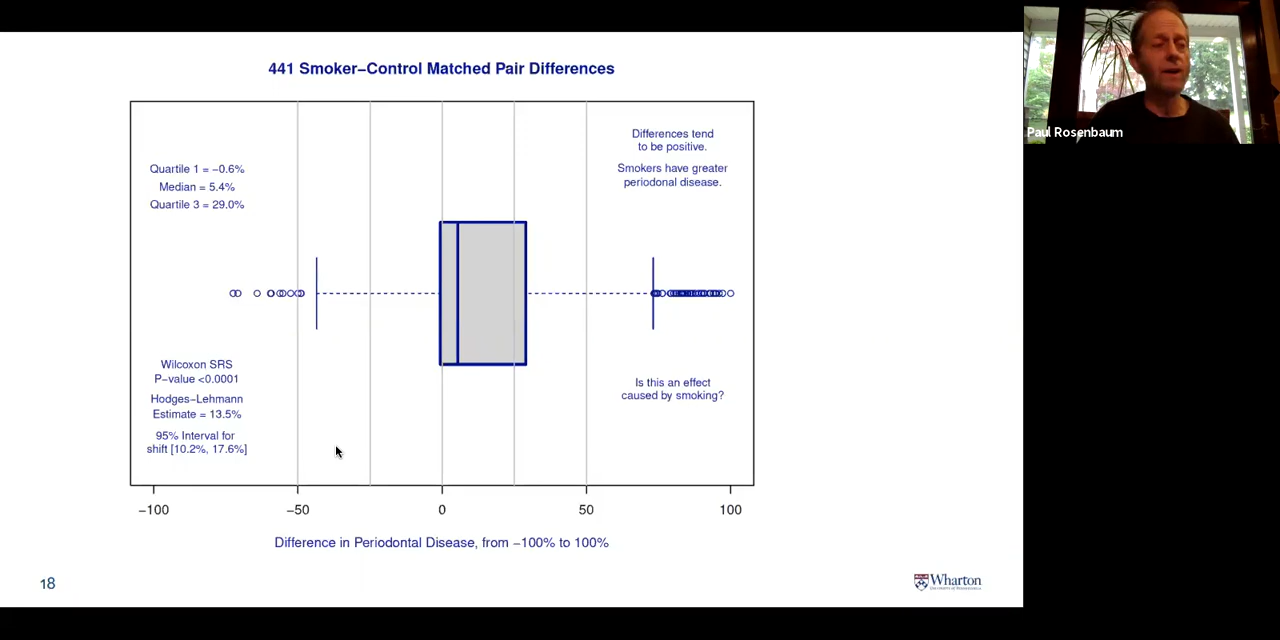 441 Smoker−Control Matched Pair Differences
Quartile 1 = −0.6%
Median = 5.4%
Quartile 3 = 29.0%
Differences tend
to be positive.
Smokers have greater
periodonal disease.
Wilcoxon SRS
P−value <0.0001
Hodges−Lehmann
Estimate = 13.5%
95% Interval for
shift [10.2%, 17.6%]
Is this an effect
caused by smoking?
−100 −50 0 50 100
Difference in Periodontal Disease, from −100% to 100%
18
Wharton
Paul Rosenbaum